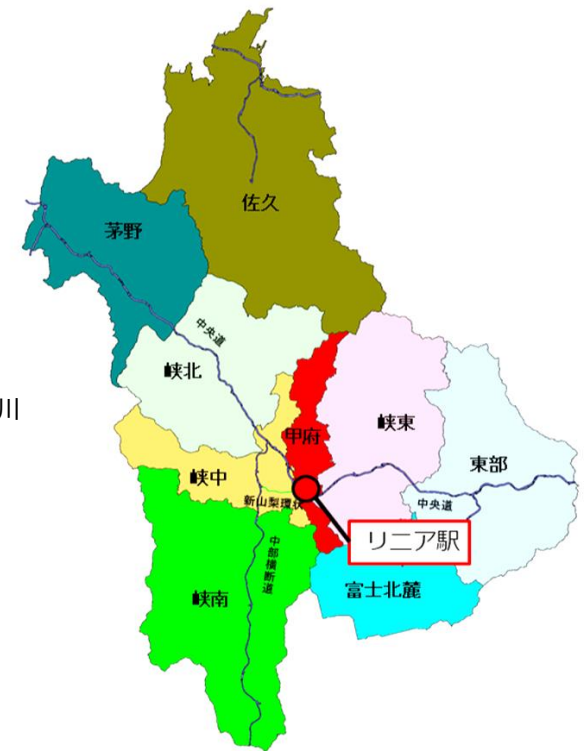 佐久
茅野
中央道
峡北
川
甲府
峡東
東部
峡中
新山梨環状
中央道
リニア駅
中部横断道
富士北麓
峡南